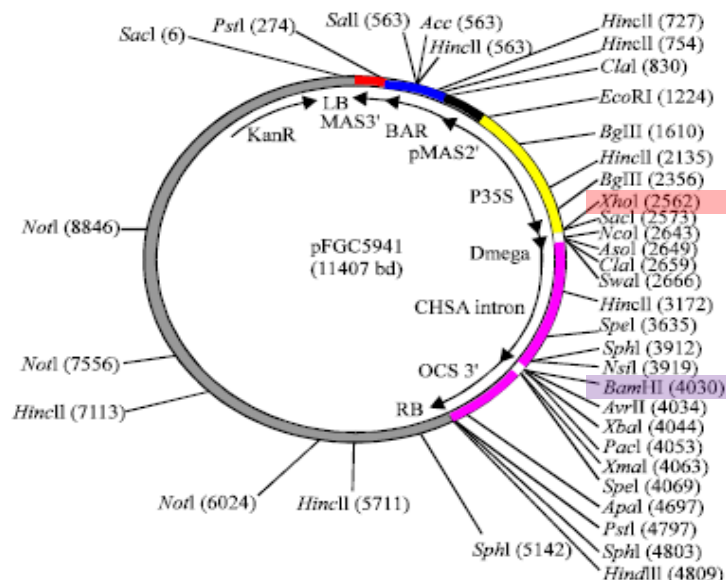 SacI (6)
PstI (274)
SalI (563)
Acc (563)
HincII (563)
HincII (727)
HincII (754)
ClaI (830)
EcoRI (1224)
BgIII (1610)
HincII (2135)
BgIII (2356)
XhoI (2562)
SacI (2573)
NcoI (2643)
AsoI (2649)
ClaI (2659)
SwaI (2666)
HincII (3172)
SpeI (3635)
SphI (3912)
NsiI (3919)
BamHI (4030)
AvrII (4034)
XbaI (4044)
PacI (4053)
XmaI (4063)
SpeI (4069)
ApaI (4697)
PstI (4797)
SphI (4803)
HindIII (4809)
SphI (5142)
HincII (5711)
NotI (6024)
HincII (7113)
NotI (7556)
NotI (8846)
KanR
LB
MAS3'
BAR
pMAS2'
P35S
Dmega
CHSA intron
OCS 3'
RB
pFGC5941
(11407 bd)